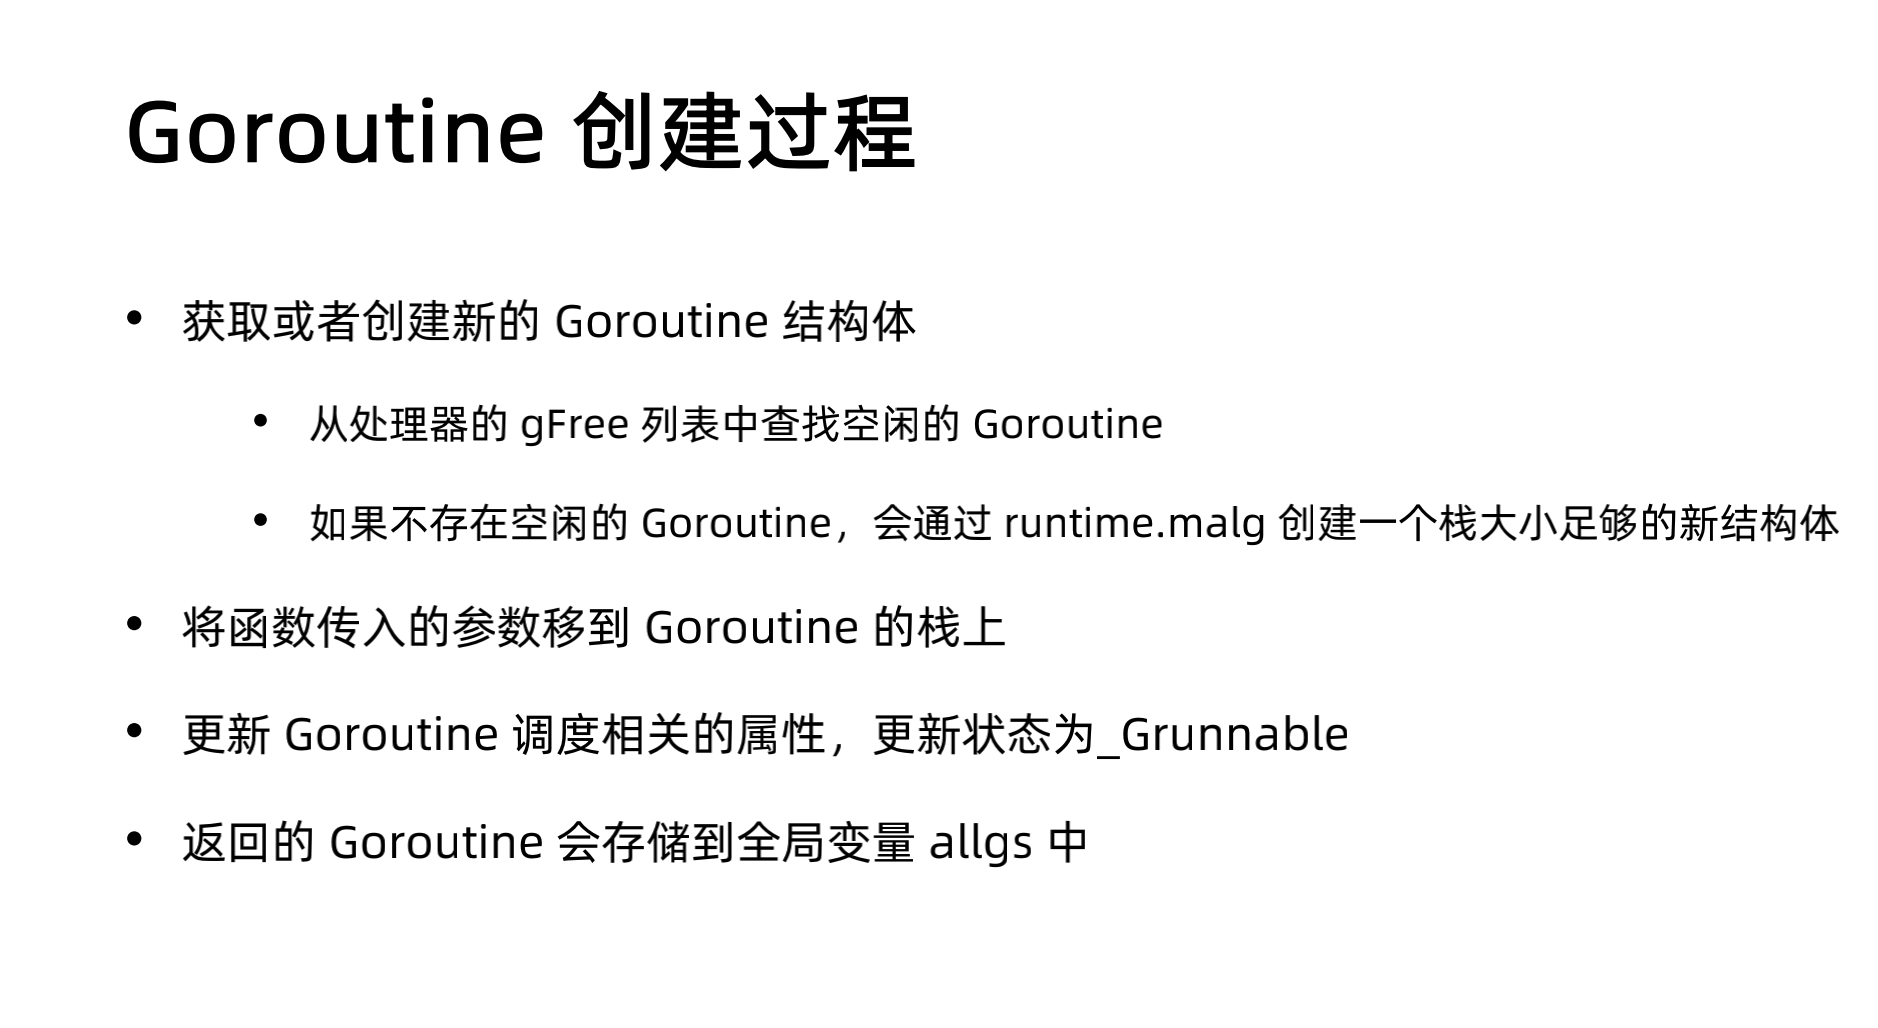 Goroutine 创建过程
• 获取或者创建新的 Goroutine 结构体
• 从处理器的 gFree 列表中查找空闲的 Goroutine
• 如果不存在空闲的 Goroutine，会通过 runtime.malg 创建一个栈大小足够的新结构体
• 将函数传入的参数移到 Goroutine 的栈上
• 更新 Goroutine 调度相关的属性，更新状态为_Grunnable
• 返回的 Goroutine 会存储到全局变量 allgs 中